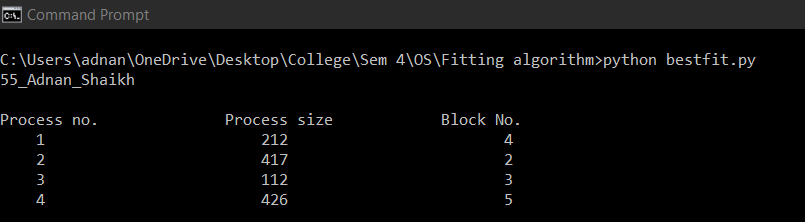 Command Prompt
C:\Users\adnan\OneDrive\Desktop\College\Sem 4\OS\Fitting algorithm>python bestfit.py
55_Adnan_Shaikh
Process no. Process size Block No.
1 212 4
2 417 2
3 112 3
4 426 5